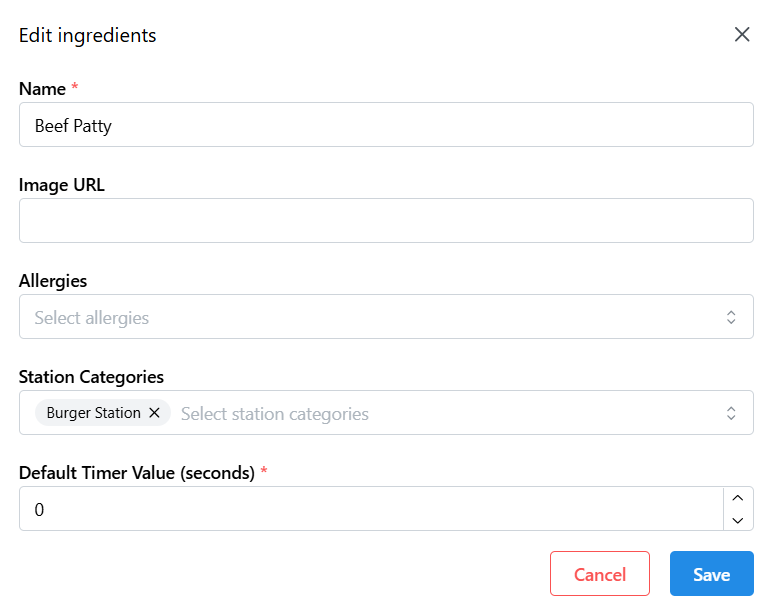 Edit ingredients
Name *
Beef Patty
Image URL
Allergies
Select allergies
Station Categories
Burger Station Select station categories
Default Timer Value (seconds) *
0
Cancel Save